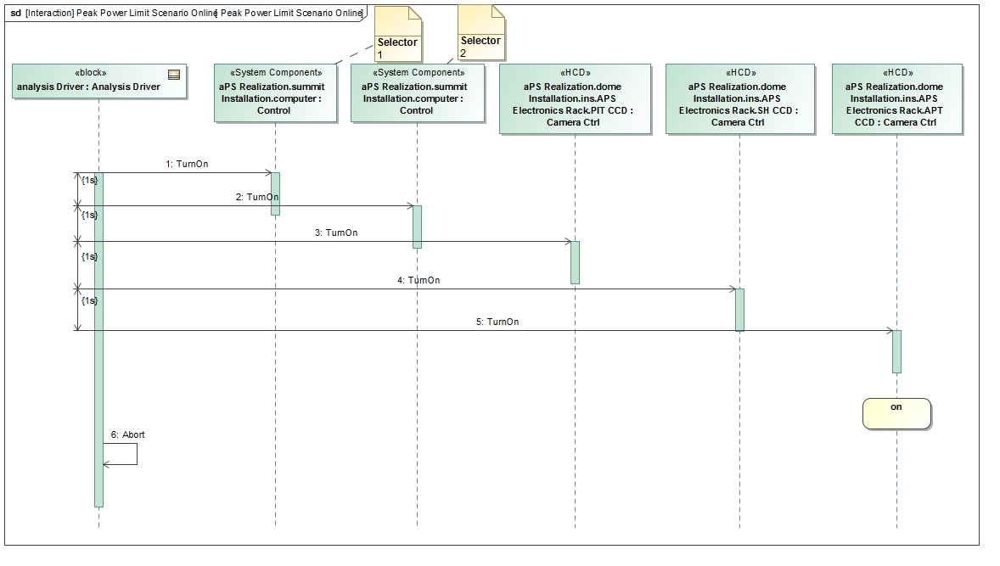 sd [Interaction] Peak Power Limit Scenario Online[ Peak Power Limit Scenario Online]
Selector
1
Selector
2
«block»
analysis Driver : Analysis Driver
«System Component»
aPS Realization.summit
Installation.computer :
Control
«System Component»
aPS Realization.summit
Installation.computer :
Control
«HCD»
aPS Realization.dome
Installation.ins.APS
Electronics Rack.PIT CCD :
Camera Ctrl
«HCD»
aPS Realization.dome
Installation.ins.APS
Electronics Rack.SH CCD :
Camera Ctrl
«HCD»
aPS Realization.dome
Installation.ins.APS
Electronics Rack.APT
CCD : Camera Ctrl
1: TurnOn
{1s}
2: TurnOn
{1s}
3: TurnOn
{1s}
4: TurnOn
{1s}
5: TurnOn
on
6: Abort